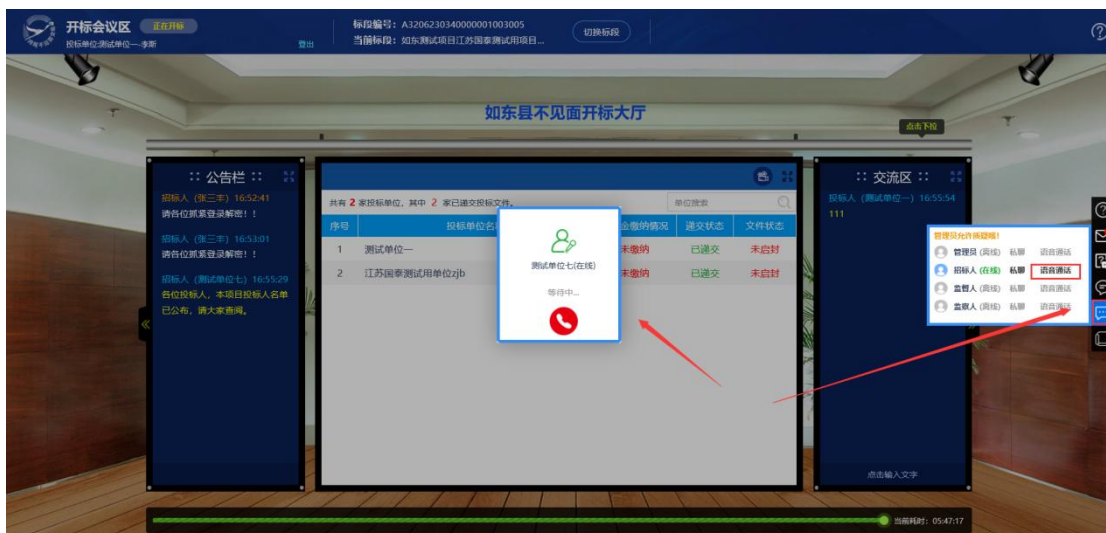 开标会议区 正在开标
投标单位:测试单位一-李斯 登出
标段编号：A3206230340000001003005
当前标段：如东测试项目江苏国泰测试用项目...
切换标段
如东县不见面开标大厅
点击下拉
:: 公告栏 ::
招标人（张三丰）16:52:41
请各位抓紧登录解密！！
招标人（张三丰）16:53:01
请各位抓紧登录解密！！
招标人（测试单位七）16:55:29
各位投标人，本项目投标人名单
已公布，请大家查阅。
共有 2 家投标单位，其中 2 家已递交投标文件。 单位搜索
序号 投标单位名 金缴纳情况 递交状态 文件状态
1 测试单位一 未缴纳 已递交 未启封
2 江苏国泰测试用单位zjb 未缴纳 已递交 未启封
测试单位七(在线)
等待中...
:: 交流区 ::
投标人（测试单位一）16:55:54
111
点击输入文字
管理员允许质疑啦！
管理员 (离线) 私聊 语音通话
招标人 (在线) 私聊 语音通话
监管人 (离线) 私聊 语音通话
监察人 (离线) 私聊 语音通话
当前耗时：05:47:17